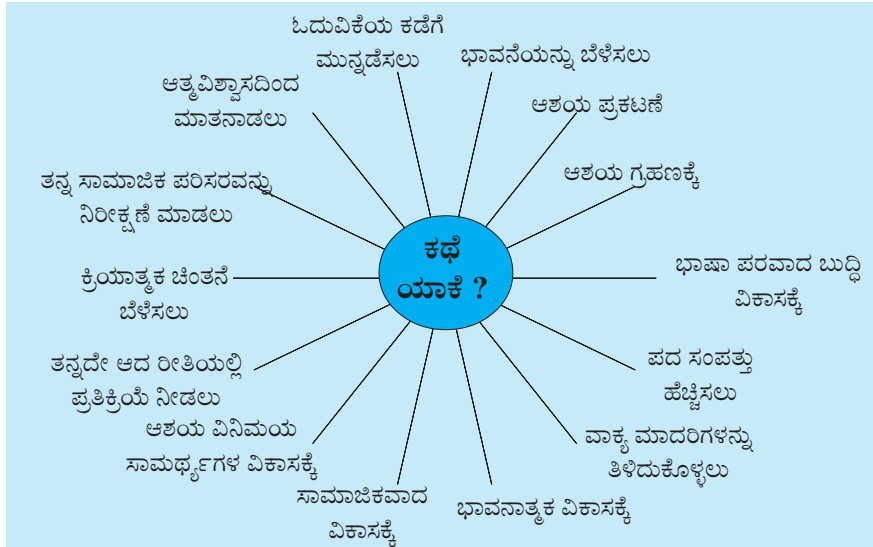 ಓದುವಿಕೆಯ ಕಡೆಗೆ
ಮುನ್ನಡೆಸಲು
ಭಾವನೆಯನ್ನು ಬೆಳೆಸಲು
ಆಶಯ ಪ್ರಕಟಣೆ
ಆಶಯ ಗ್ರಹಣಕ್ಕೆ
ಭಾಷಾ ಪರವಾದ ಬುದ್ಧಿ
ವಿಕಾಸಕ್ಕೆ
ಪದ ಸಂಪತ್ತು
ಹೆಚ್ಚಿಸಲು
ವಾಕ್ಯ ಮಾದರಿಗಳನ್ನು
ತಿಳಿದುಕೊಳ್ಳಲು
ಭಾವನಾತ್ಮಕ ವಿಕಾಸಕ್ಕೆ
ಸಾಮಾಜಿಕವಾದ
ವಿಕಾಸಕ್ಕೆ
ಆಶಯ ವಿನಿಮಯ
ಸಾಮರ್ಥ್ಯಗಳ ವಿಕಾಸಕ್ಕೆ
ತನ್ನದೇ ಆದ ರೀತಿಯಲ್ಲಿ
ಪ್ರತಿಕ್ರಿಯೆ ನೀಡಲು
ಕ್ರಿಯಾತ್ಮಕ ಚಿಂತನೆ
ಬೆಳೆಸಲು
ತನ್ನ ಸಾಮಾಜಿಕ ಪರಿಸರವನ್ನು
ನಿರೀಕ್ಷಣೆ ಮಾಡಲು
ಆತ್ಮವಿಶ್ವಾಸದಿಂದ
ಮಾತನಾಡಲು
ಕಥೆ
ಯಾಕೆ ?